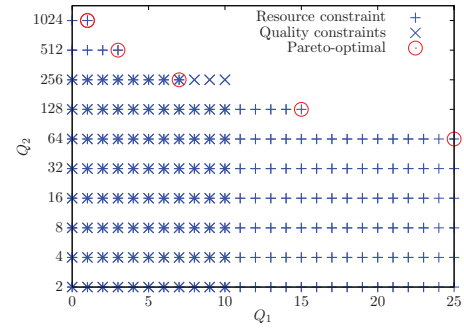 1024
Resource constraint
Quality constraints
Pareto-optimal
512
256
128
64
32
16
8
4
2
Q2
0 5 10 15 20 25
Q1